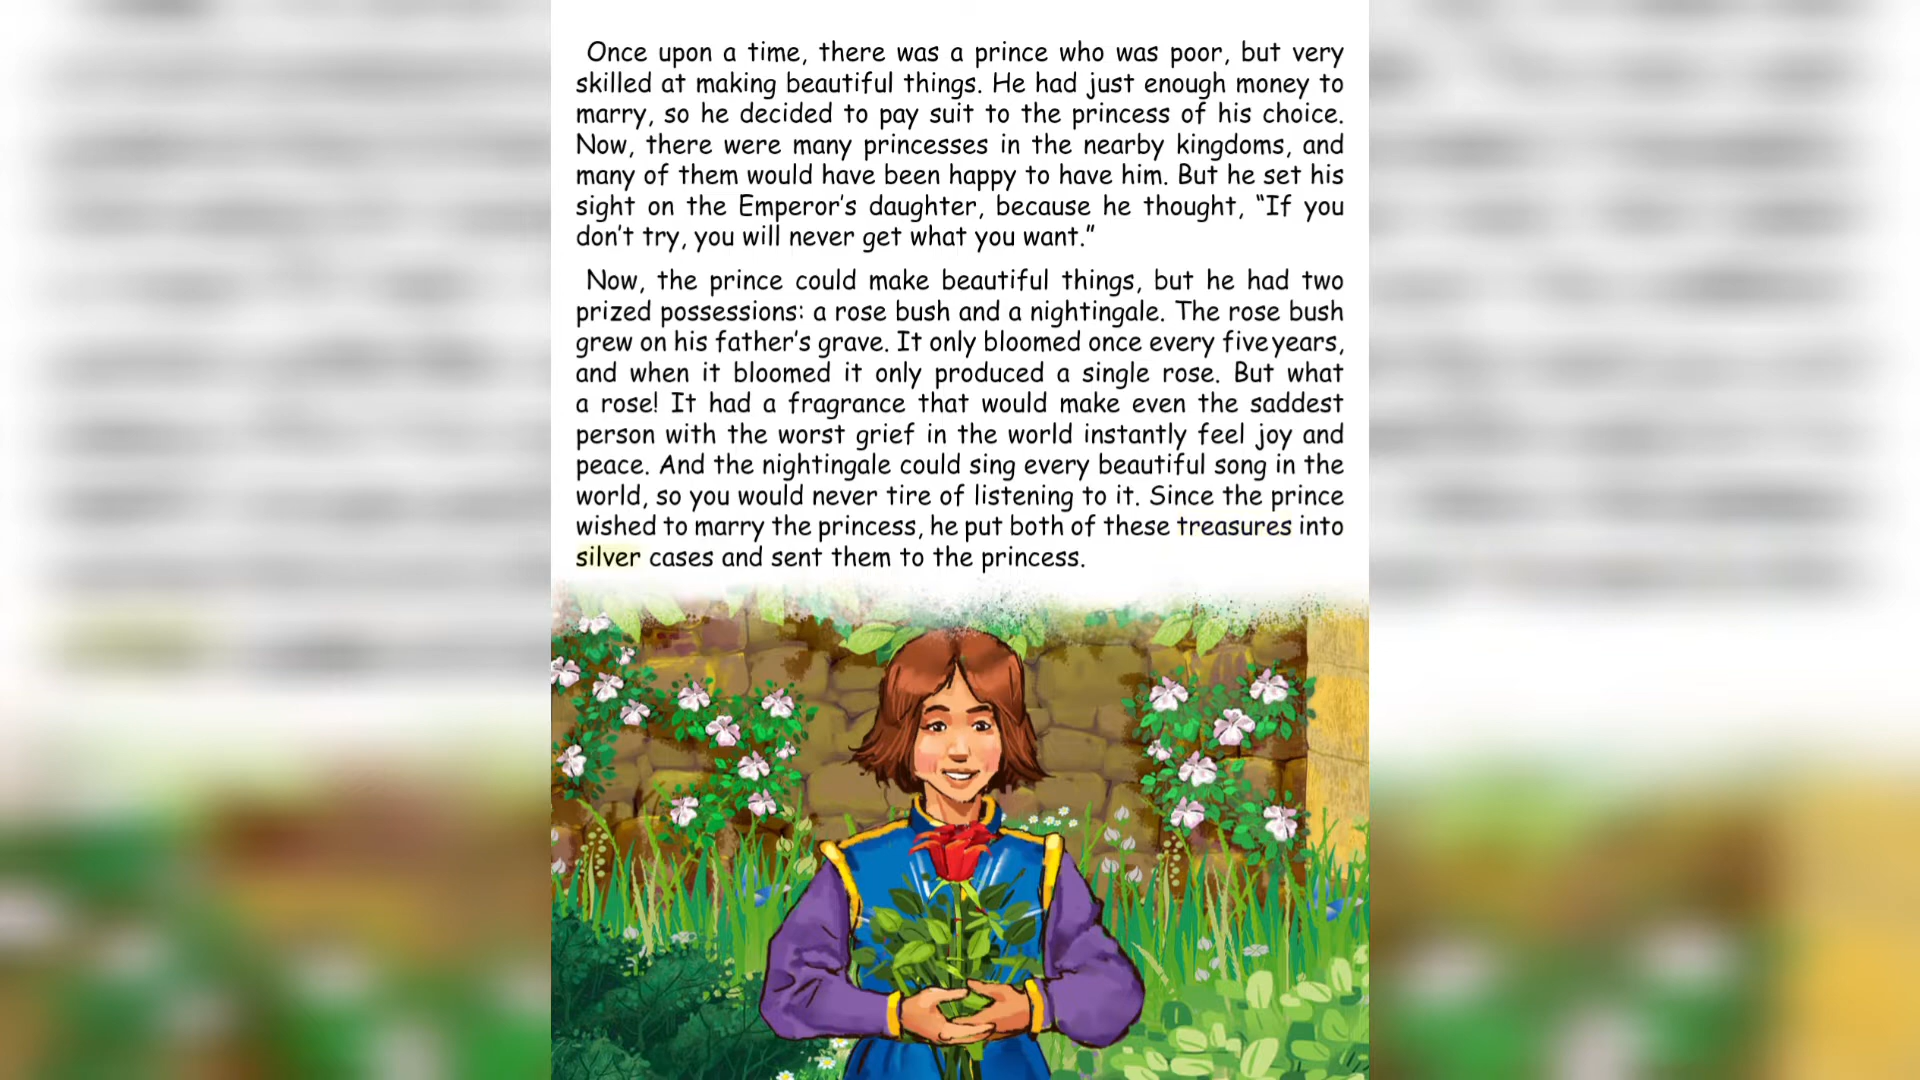 Once upon a time, there was a prince who was poor, but very
skilled at making beautiful things. He had just enough money to
marry, so he decided to pay suit to the princess of his choice.
Now, there were many princesses in the nearby kingdoms, and
many of them would have been happy to have him. But he set his
sight on the Emperor's daughter, because he thought, “If you
don't try, you will never get what you want.”
Now, the prince could make beautiful things, but he had two
prized possessions: a rose bush and a nightingale. The rose bush
grew on his father's grave. It only bloomed once every five years,
and when it bloomed it only produced a single rose. But what
a rose! It had a fragrance that would make even the saddest
person with the worst grief in the world instantly feel joy and
peace. And the nightingale could sing every beautiful song in the
world, so you would never tire of listening to it. Since the prince
wished to marry the princess, he put both of these treasures into
silver cases and sent them to the princess.